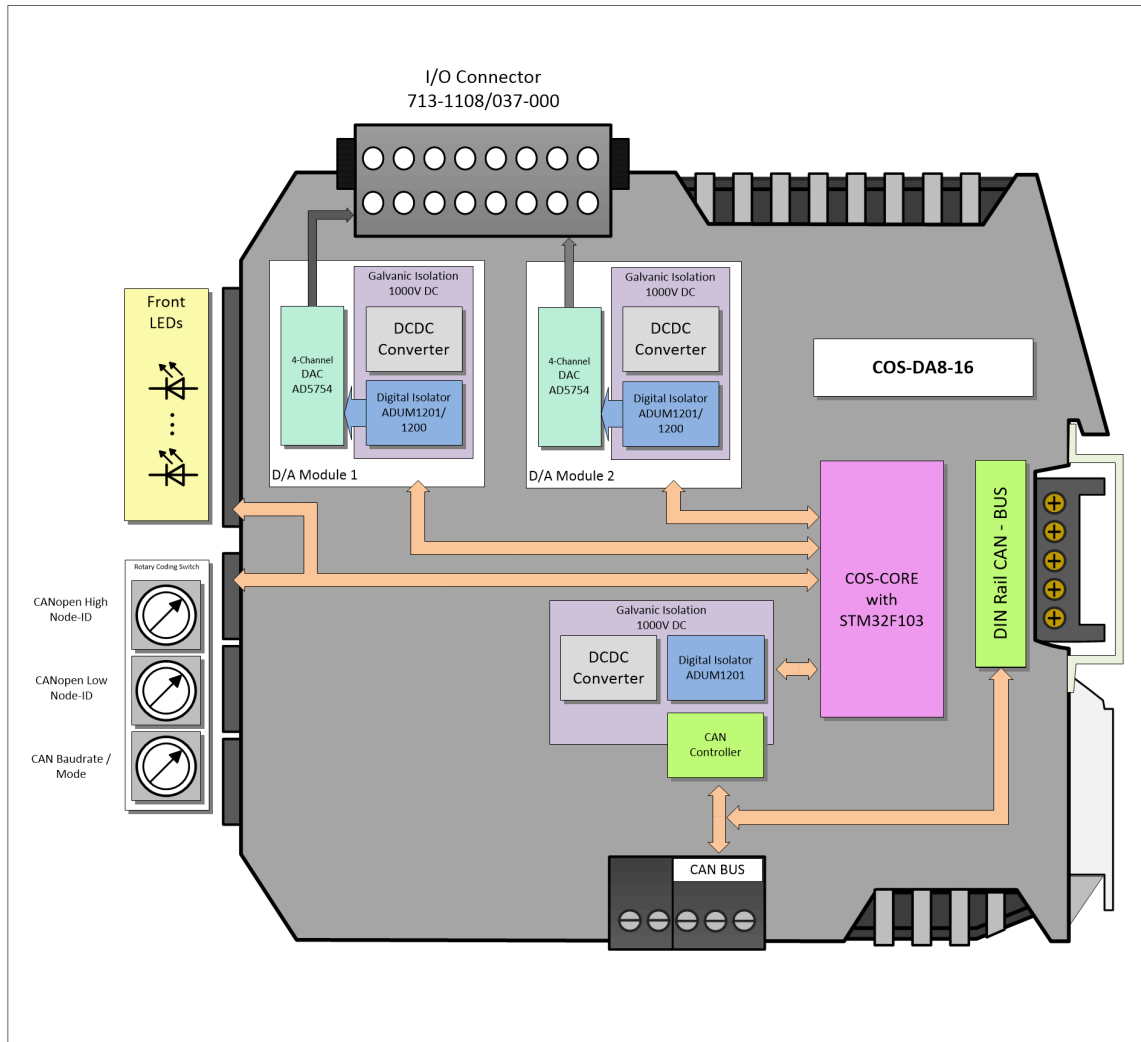 I/O Connector
713-1108/037-000
Front
LEDs
Galvanic Isolation
1000V DC
DCDC
Converter
4-Channel
DAC
AD5754
Digital Isolator
ADUM1201/
1200
D/A Module 1
Galvanic Isolation
1000V DC
DCDC
Converter
4-Channel
DAC
AD5754
Digital Isolator
ADUM1201/
1200
D/A Module 2
COS-DA8-16
Rotary Coding Switch
CANopen High
Node-ID
CANopen Low
Node-ID
CAN Baudrate /
Mode
COS-CORE
with
STM32F103
DIN Rail CAN - BUS
Galvanic Isolation
1000V DC
DCDC
Converter
Digital Isolator
ADUM1201
CAN
Controller
CAN BUS